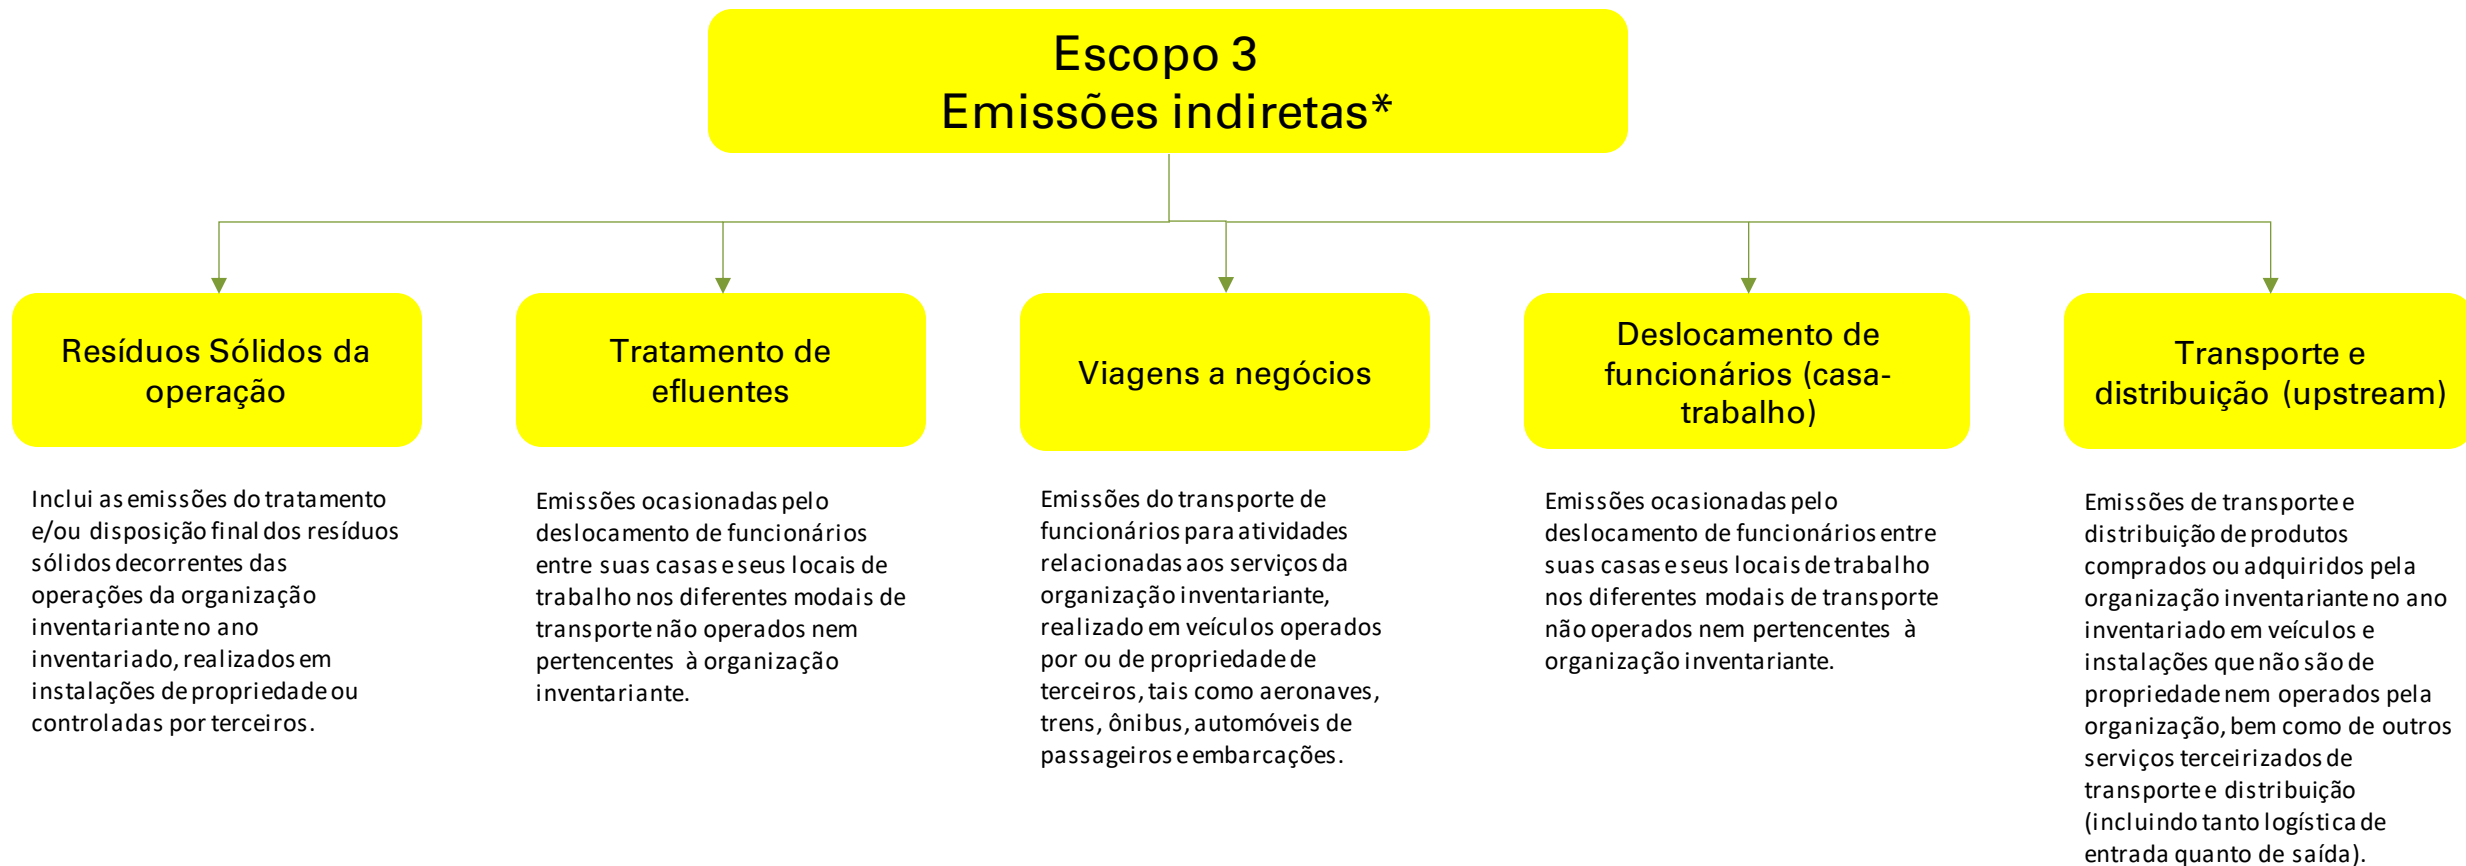 Escopo 3
Emissões indiretas*
Resíduos Sólidos da
operação
Inclui as emissões do tratamento
e/ou disposição final dos resíduos
sólidos decorrentes das
operações da organização
inventariante no ano
inventariado, realizados em
instalações de propriedade ou
controladas por terceiros.
Tratamento de
efluentes
Emissões ocasionadas pelo
deslocamento de funcionários
entre suas casas e seus locais de
trabalho nos diferentes modais de
transporte não operados nem
pertencentes à organização
inventariante.
Viagens a negócios
Emissões do transporte de
funcionários para atividades
relacionadas aos serviços da
organização inventariante,
realizado em veículos operados
por ou de propriedade de
terceiros, tais como aeronaves,
trens, ônibus, automóveis de
passageiros e embarcações.
Deslocamento de
funcionários (casa-
trabalho)
Emissões ocasionadas pelo
deslocamento de funcionários entre
suas casas e seus locais de trabalho
nos diferentes modais de transporte
não operados nem pertencentes à
organização inventariante.
Transporte e
distribuição (upstream)
Emissões de transporte e
distribuição de produtos
comprados ou adquiridos pela
organização inventariante no ano
inventariado em veículos e
instalações que não são de
propriedade nem operados pela
organização, bem como de outros
serviços terceirizados de
transporte e distribuição
(incluindo tanto logística de
entrada quanto de saída).